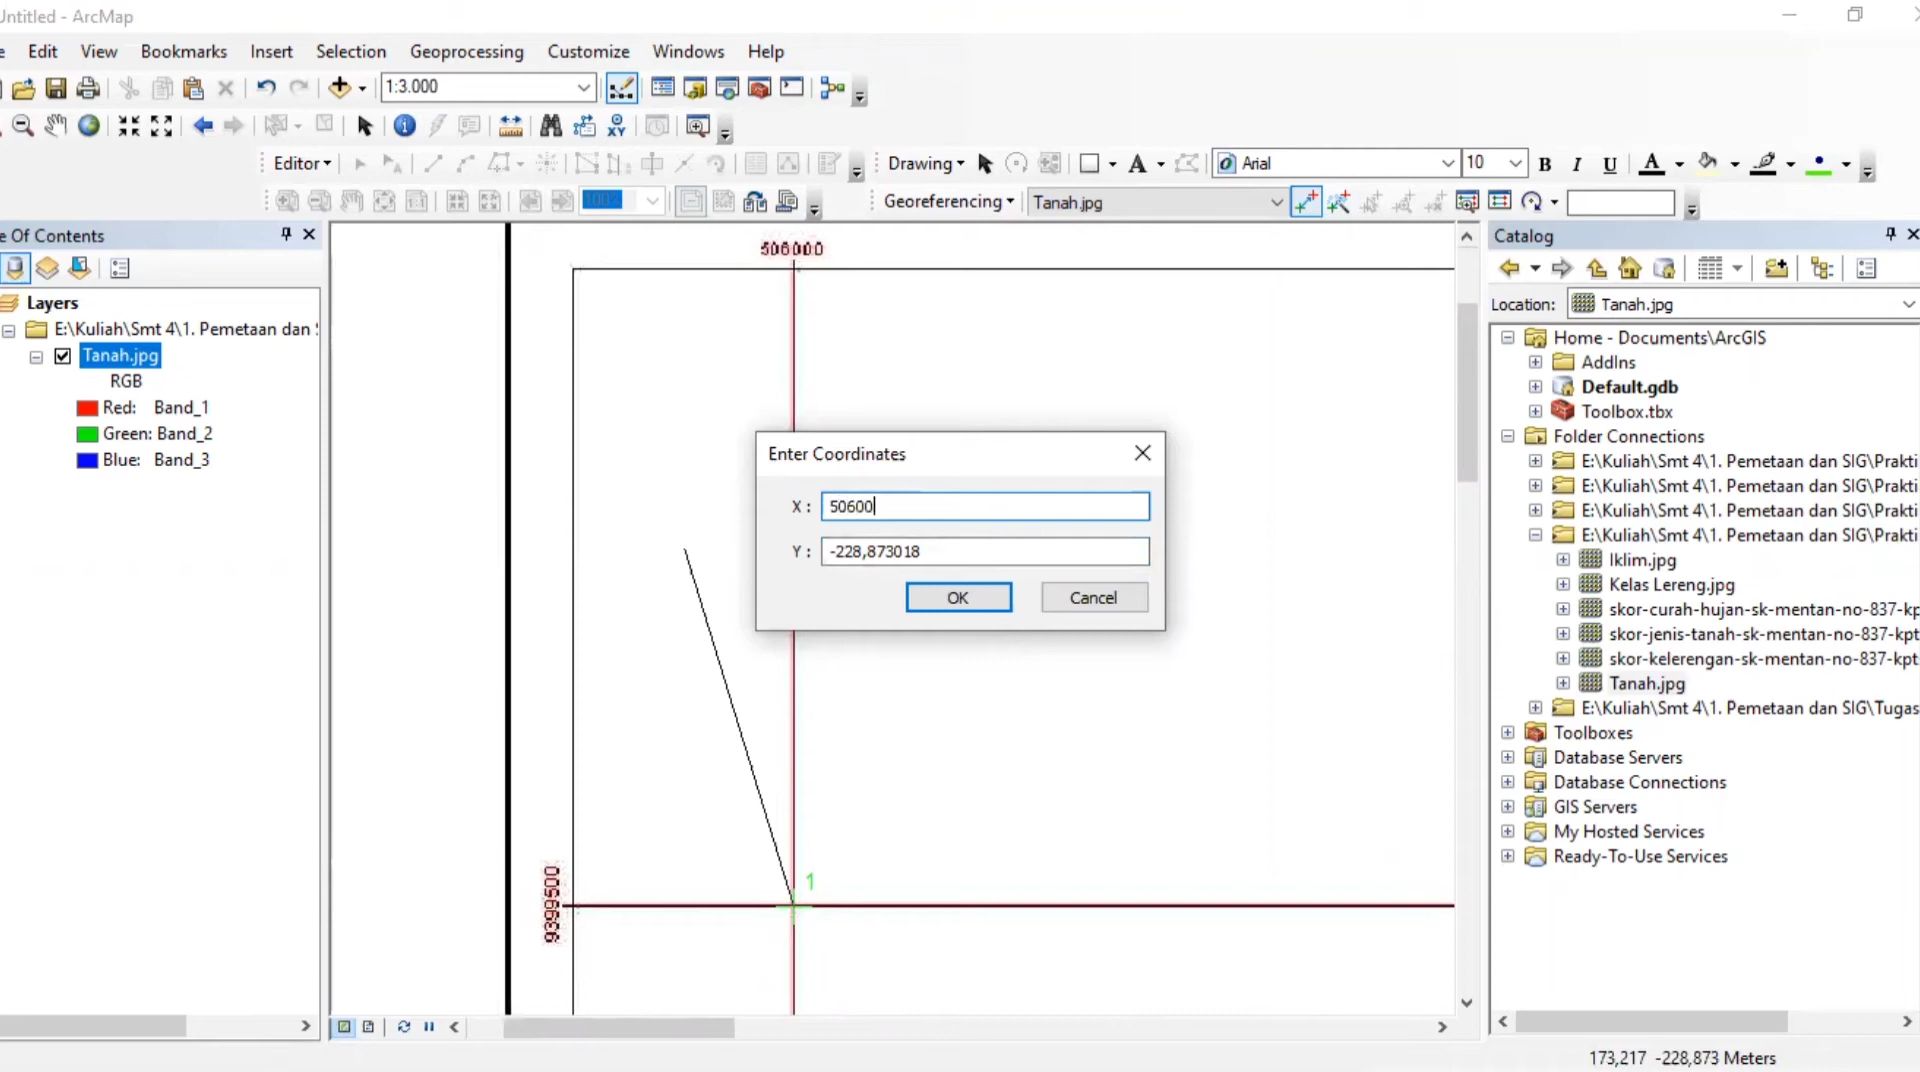 Untitled - ArcMap
Edit View Bookmarks Insert Selection Geoprocessing Customize Windows Help
1:3.000
XY
Editor Drawing A Arial 10 B I U A
100% Georeferencing Tanah.jpg
e Of Contents
Layers
E:\Kuliah\Smt 4\1. Pemetaan dan
Tanah.jpg
RGB
Red: Band_1
Green: Band_2
Blue: Band_3
506000
9399500
1
Enter Coordinates
X : 50600
Y : -228,873018
OK Cancel
Catalog
Location: Tanah.jpg
Home - Documents\ArcGIS
AddIns
Default.gdb
Toolbox.tbx
Folder Connections
E:\Kuliah\Smt 4\1. Pemetaan dan SIG\Prakti
E:\Kuliah\Smt 4\1. Pemetaan dan SIG\Prakti
E:\Kuliah\Smt 4\1. Pemetaan dan SIG\Prakti
E:\Kuliah\Smt 4\1. Pemetaan dan SIG\Prakti
Iklim.jpg
Kelas Lereng.jpg
skor-curah-hujan-sk-mentan-no-837-kp
skor-jenis-tanah-sk-mentan-no-837-kpt
skor-kelerengan-sk-mentan-no-837-kpt
Tanah.jpg
E:\Kuliah\Smt 4\1. Pemetaan dan SIG\Tugas
Toolboxes
Database Servers
Database Connections
GIS Servers
My Hosted Services
Ready-To-Use Services
173,217 -228,873 Meters